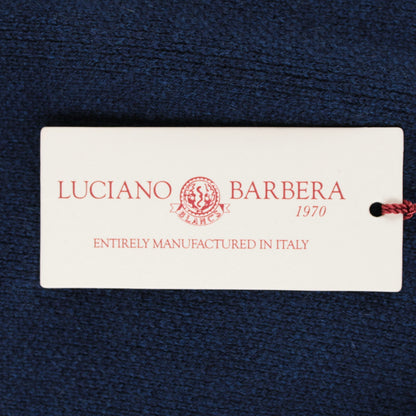 LUCIANO BARBERA
1970
ENTIRELY MANUFACTURED IN ITALY